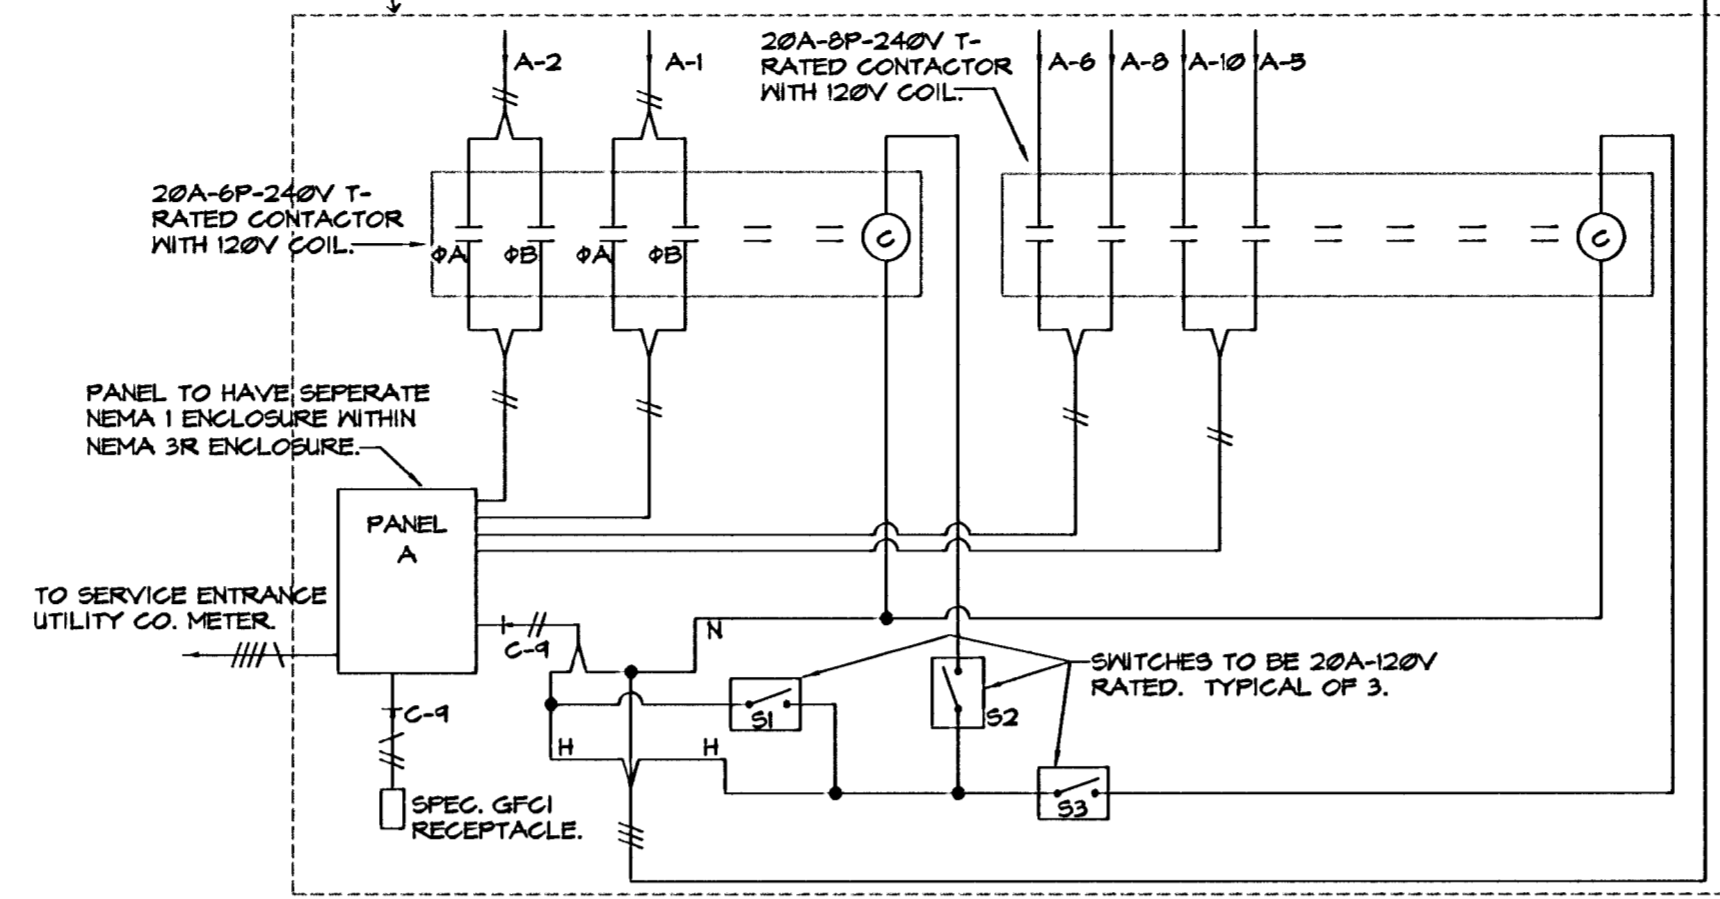 A-2
A-1
20A-8P-240V T-
RATED CONTACTOR
WITH 120V COIL.
A-6
A-8
A-10
A-5
20A-6P-240V T-
RATED CONTACTOR
WITH 120V COIL.
ΦA
ΦB
ΦA
ΦB
C
C
PANEL TO HAVE SEPERATE
NEMA 1 ENCLOSURE WITHIN
NEMA 3R ENCLOSURE.
PANEL
A
TO SERVICE ENTRANCE
UTILITY CO. METER.
C-9
N
SWITCHES TO BE 20A-120V
RATED. TYPICAL OF 3.
S1
S2
C-9
H
H
S3
SPEC. GFCI
RECEPTACLE.